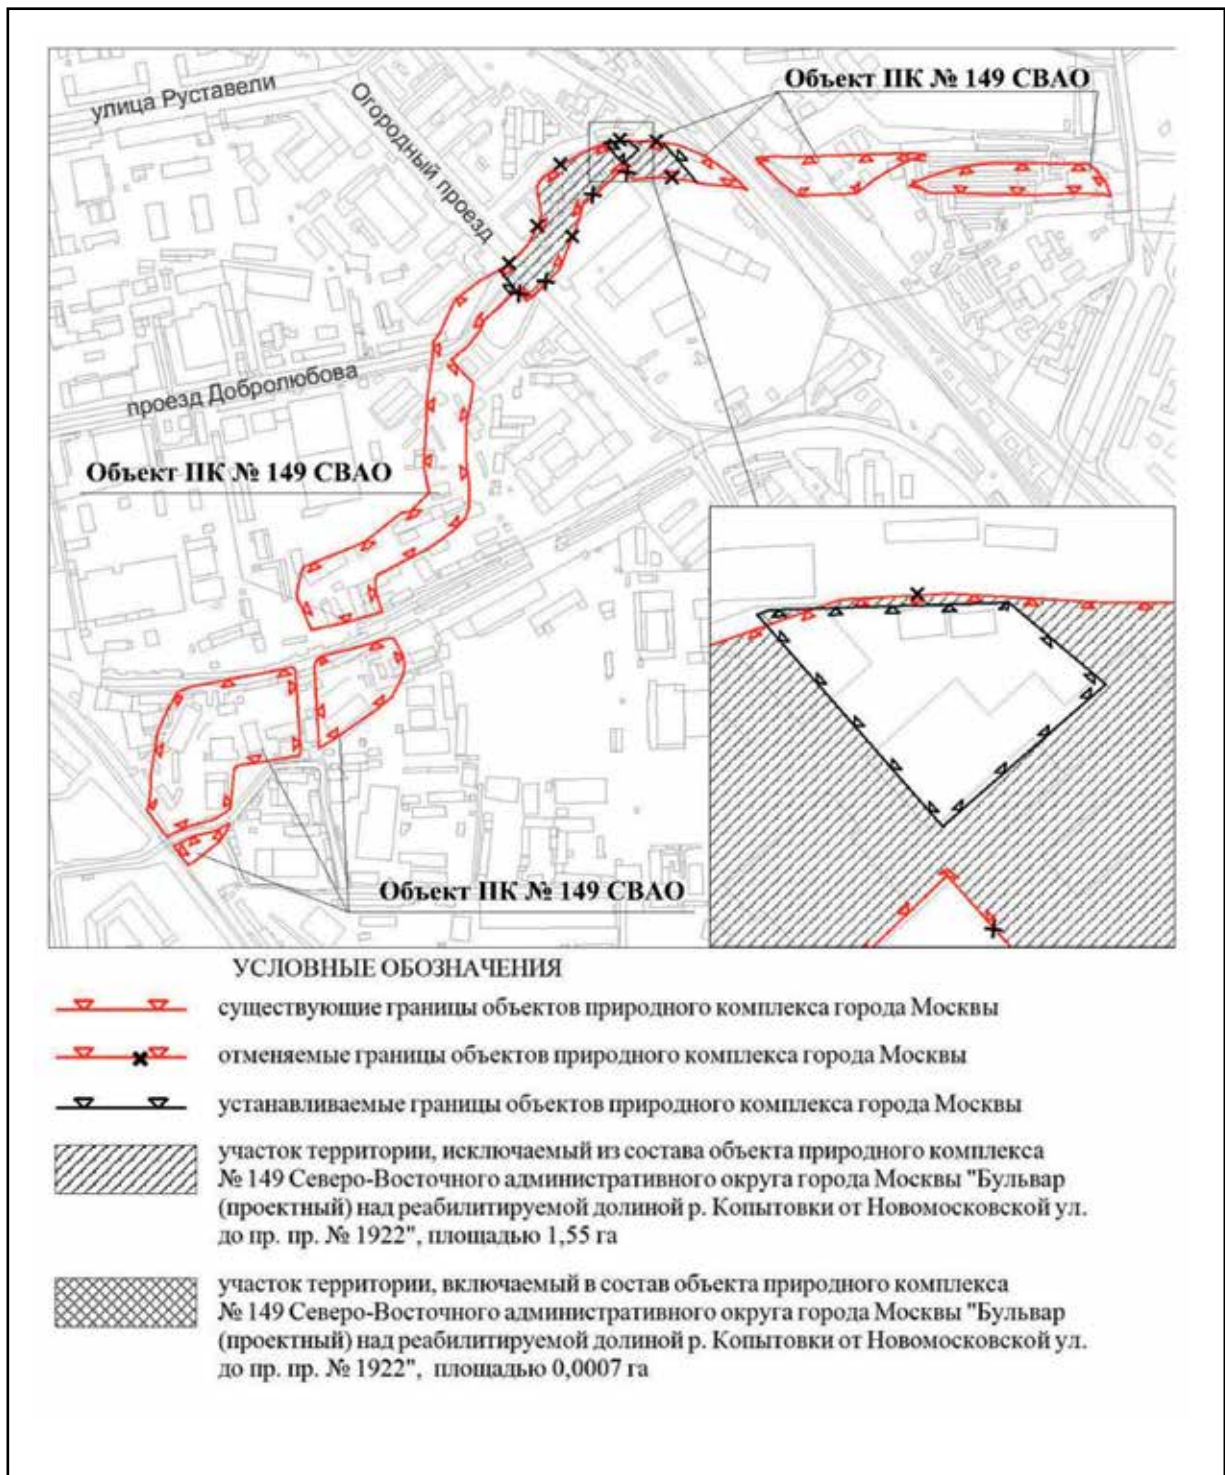 Объект ПК № 149 СВАО
улица Руставели
Огородный проезд
проезд Добролюбова
Объект ПК № 149 СВАО
Объект ПК № 149 СВАО
УСЛОВНЫЕ ОБОЗНАЧЕНИЯ
существующие границы объектов природного комплекса города Москвы
отменяемые границы объектов природного комплекса города Москвы
устанавливаемые границы объектов природного комплекса города Москвы
участок территории, исключаемый из состава объекта природного комплекса
№ 149 Северо-Восточного административного округа города Москвы "Бульвар
(проектный) над реабилитируемой долиной р. Копытовки от Новомосковской ул.
до пр. пр. № 1922", площадью 1,55 га
участок территории, включаемый в состав объекта природного комплекса
№ 149 Северо-Восточного административного округа города Москвы "Бульвар
(проектный) над реабилитируемой долиной р. Копытовки от Новомосковской ул.
до пр. пр. № 1922", площадью 0,0007 га